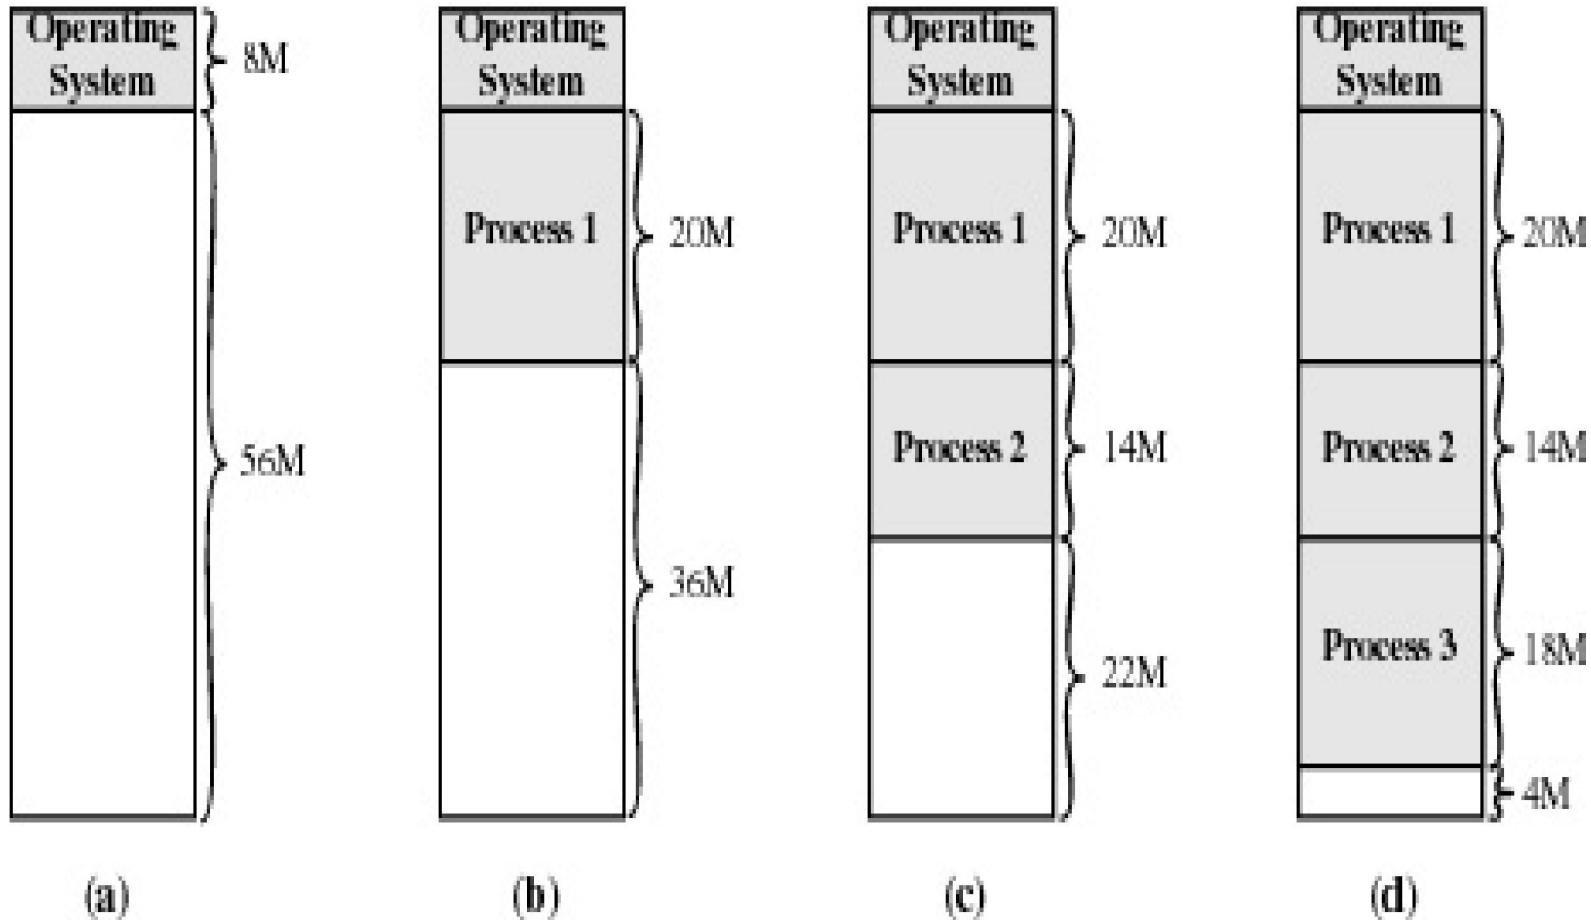 Operating
System
8M
56M
(a)
Operating
System
Process 1
20M
36M
(b)
Operating
System
Process 1
20M
Process 2
14M
22M
(c)
Operating
System
Process 1
20M
Process 2
14M
Process 3
18M
4M
(d)